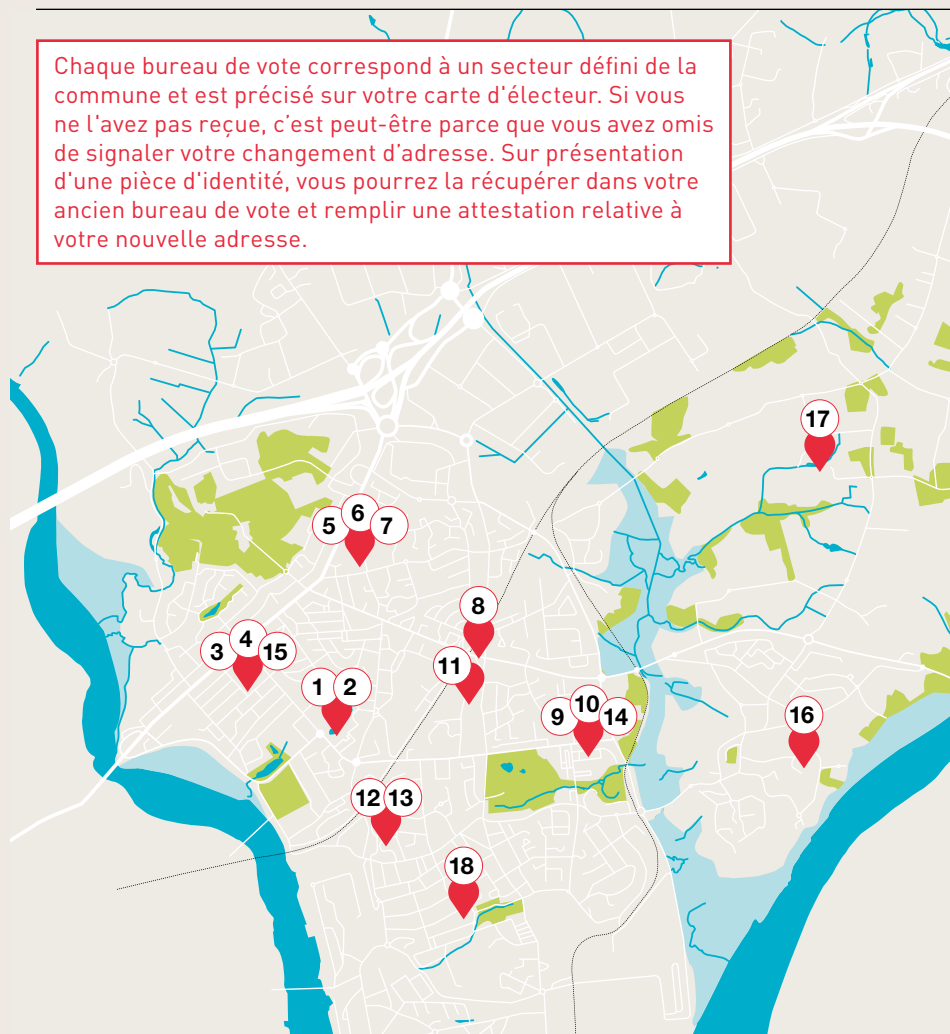 Chaque bureau de vote correspond à un secteur défini de la
commune et est précisé sur votre carte d'électeur. Si vous
ne l'avez pas reçue, c’est peut-être parce que vous avez omis
de signaler votre changement d’adresse. Sur présentation
d'une pièce d'identité, vous pourrez la récupérer dans votre
ancien bureau de vote et remplir une attestation relative à
votre nouvelle adresse.
17
5 6 7
8
3 4 15
11
1 2
9 10 14
16
12 13
18